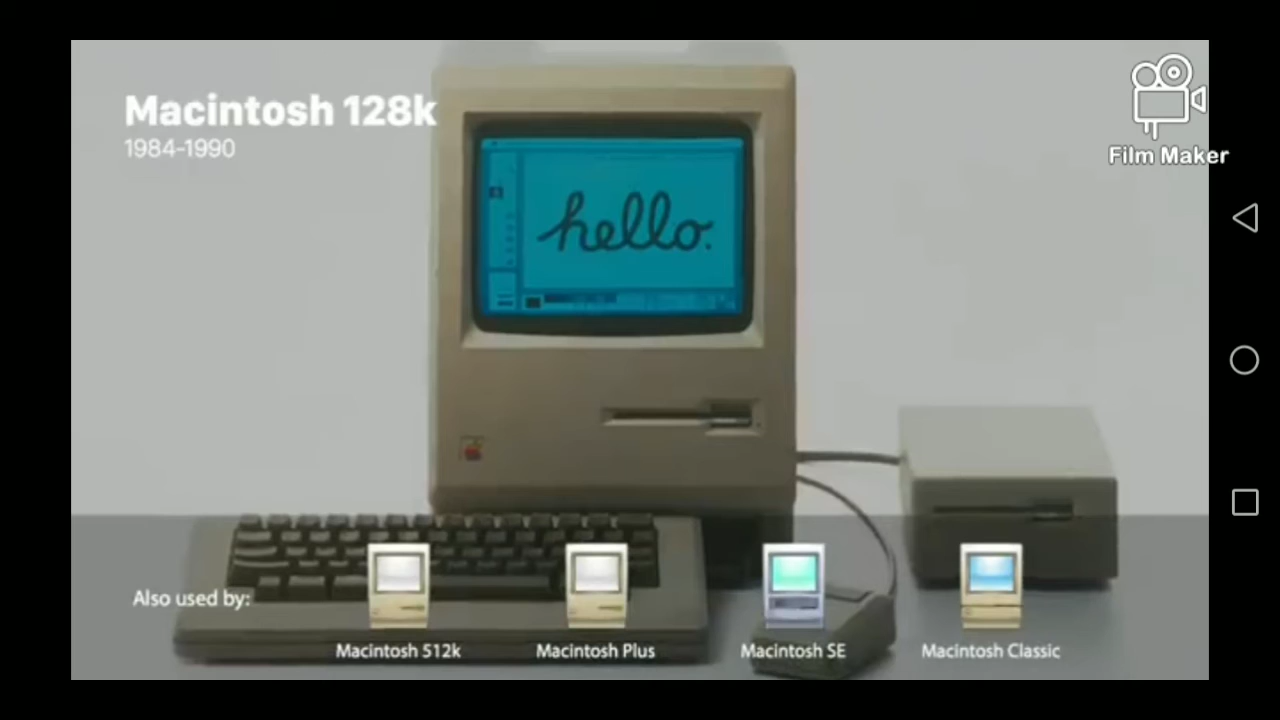 Macintosh 128k
1984-1990
Film Maker
hello.
Also used by:
Macintosh 512k
Macintosh Plus
Macintosh SE
Macintosh Classic